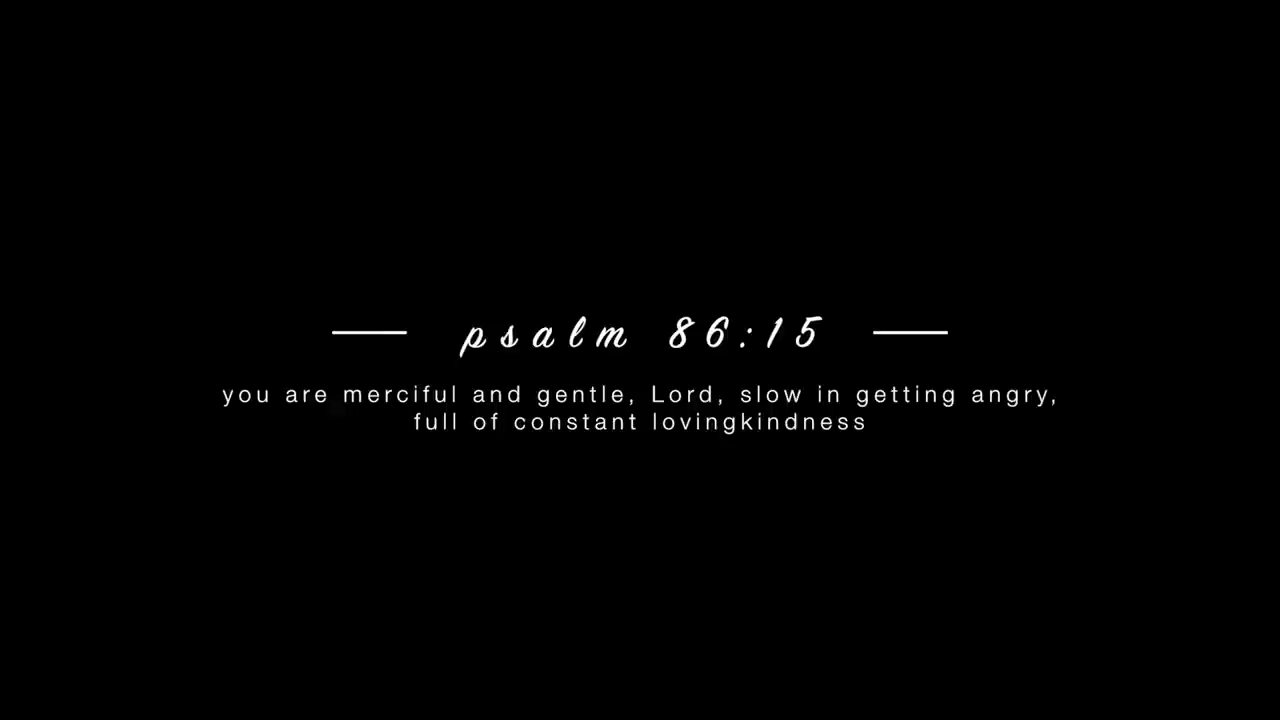 psalm 86:15
you are merciful and gentle, Lord, slow in getting angry,
full of constant lovingkindness